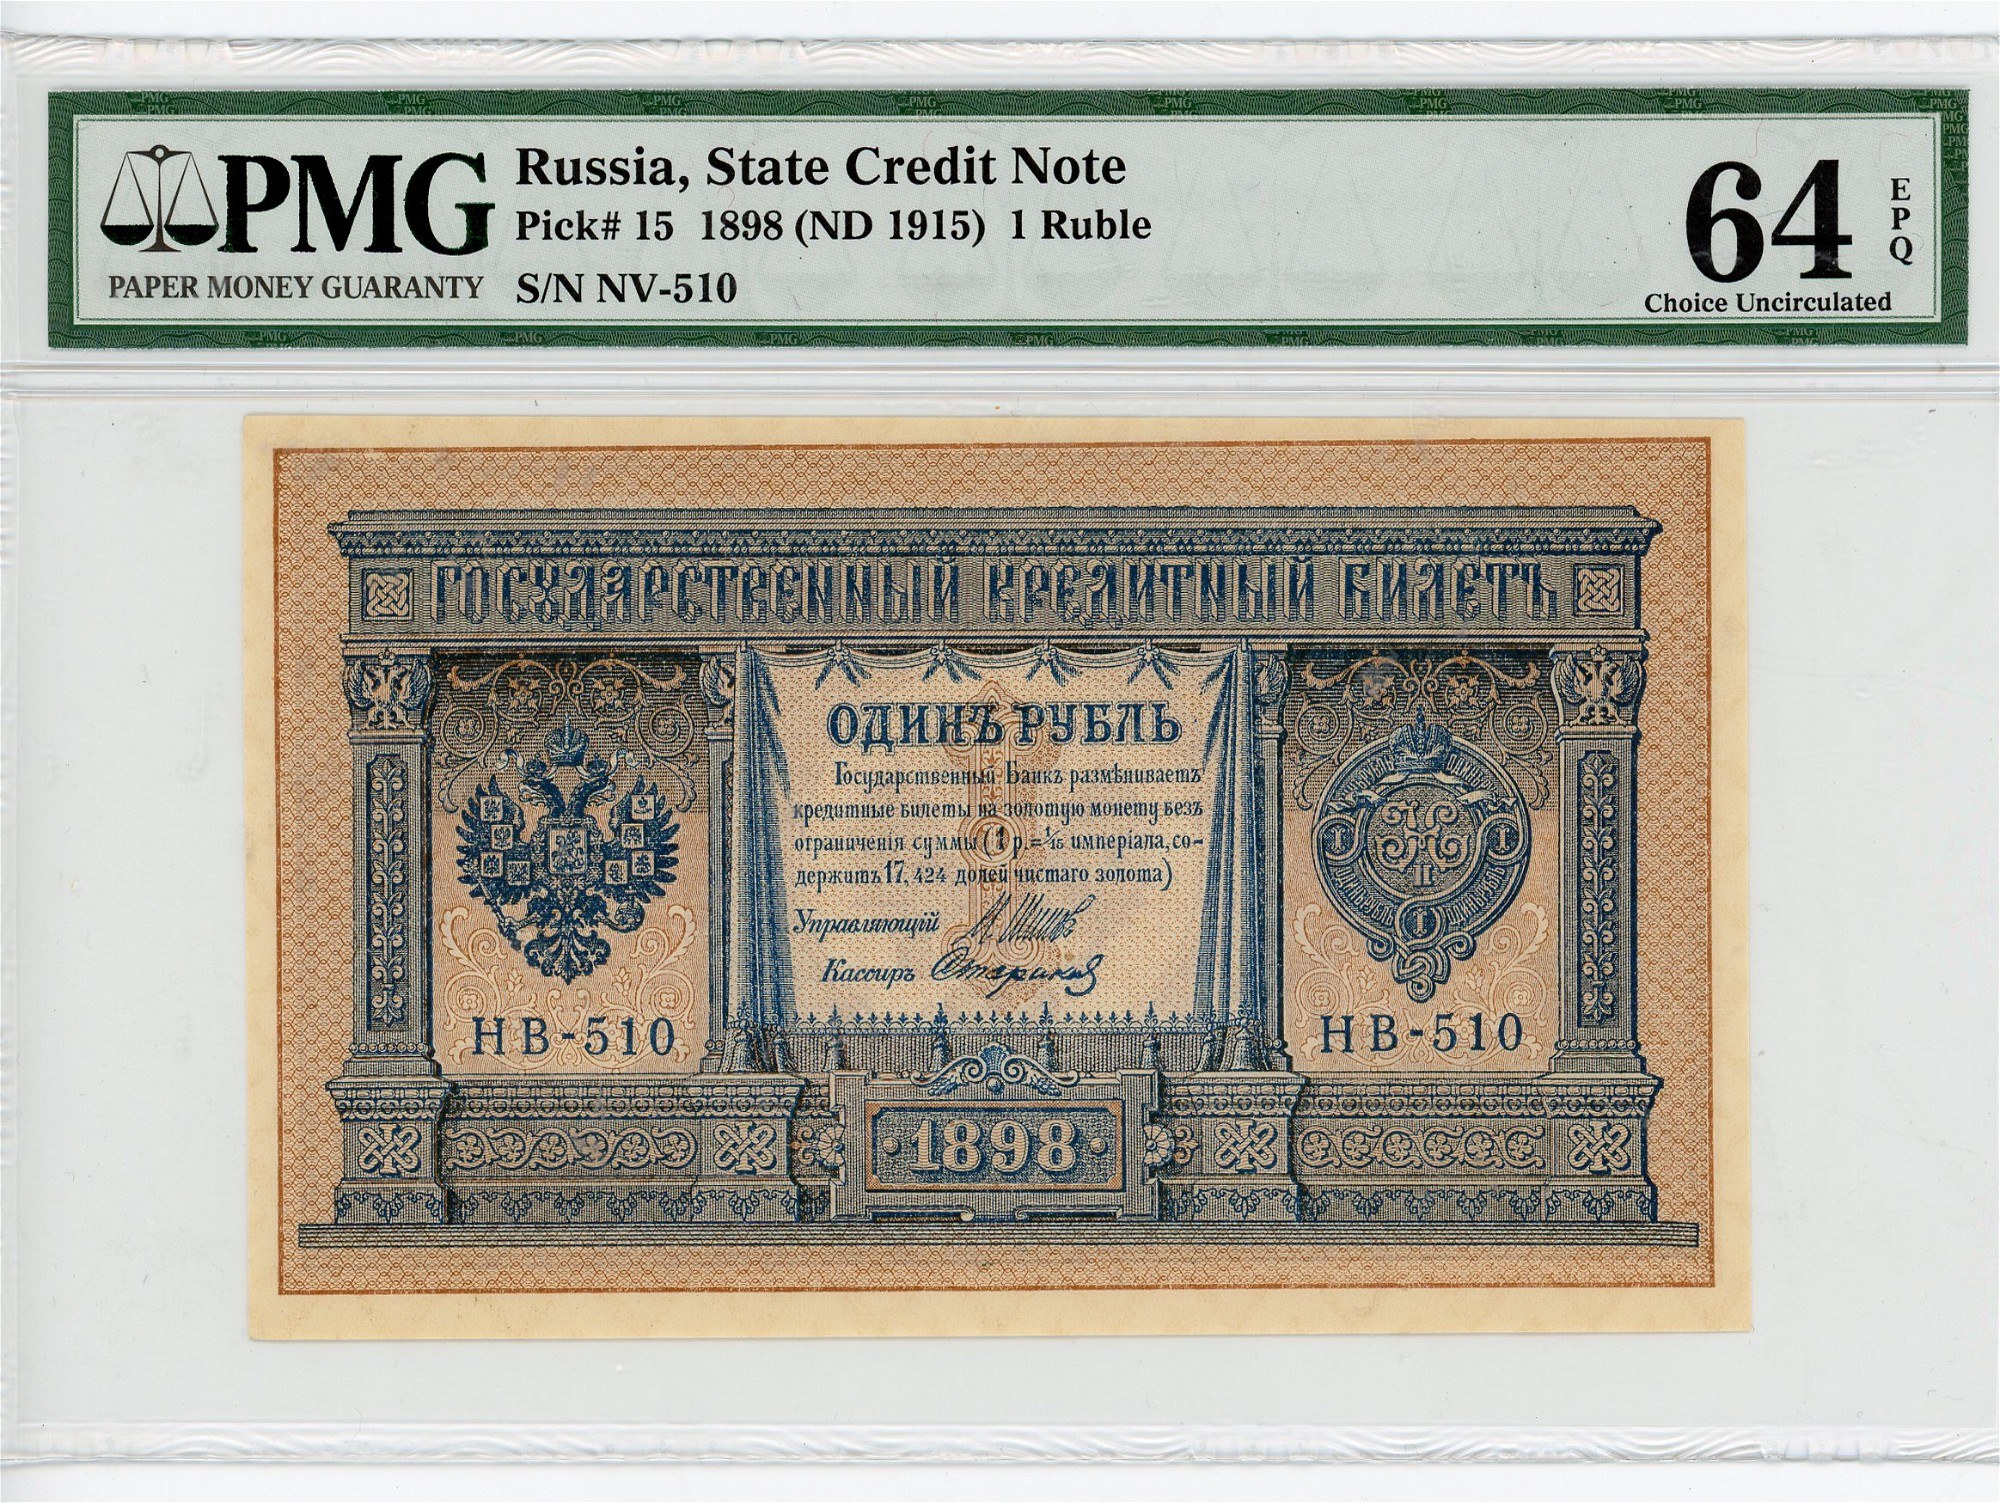 PMG
PAPER MONEY GUARANTY
Russia, State Credit Note
Pick# 15 1898 (ND 1915) 1 Ruble
S/N NV-510
64
EPQ
Choice Uncirculated
ГОСУДАРСТВЕННЫЙ КРЕДИТНЫЙ БИЛЕТЪ
ОДИНЪ РУБЛЬ
Государственный Банкъ размѣниваетъ
кредитные билеты на золотую монету безъ
ограниченія суммы (1 р.=1/15 имперіала, со-
держитъ 17,424 долей чистаго золота)
Управляющій И. Шипов
Кассиръ
НВ-510
НВ-510
·1898·